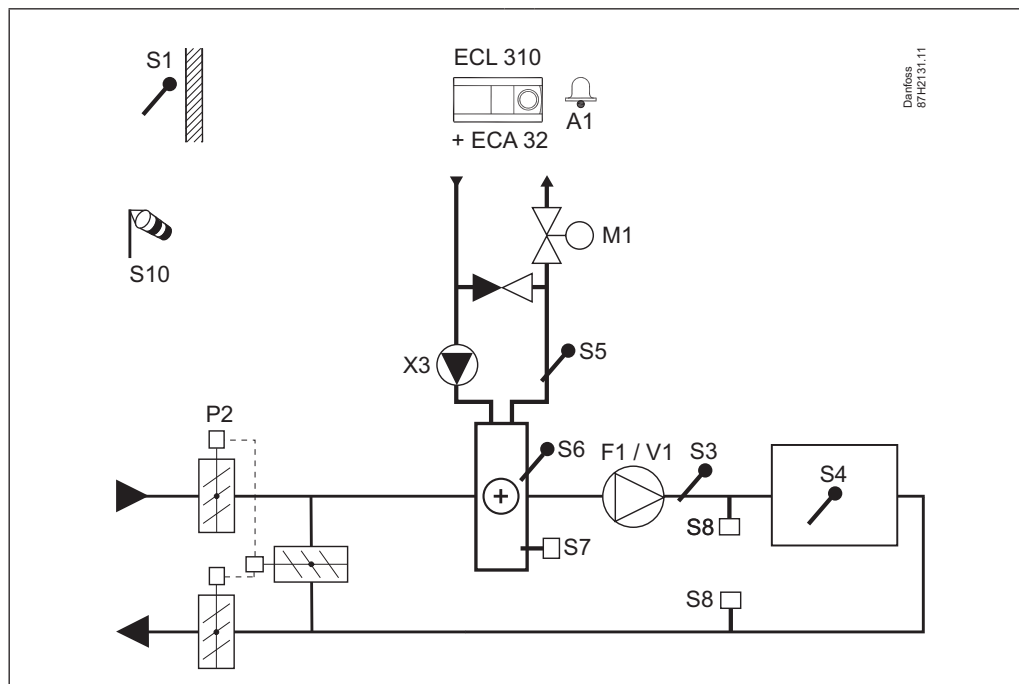 S1
ECL 310
+ ECA 32
A1
Danfoss
87H2131.11
S10
M1
X3
S5
P2
S6
F1 / V1
S3
S4
S8
S7
S8